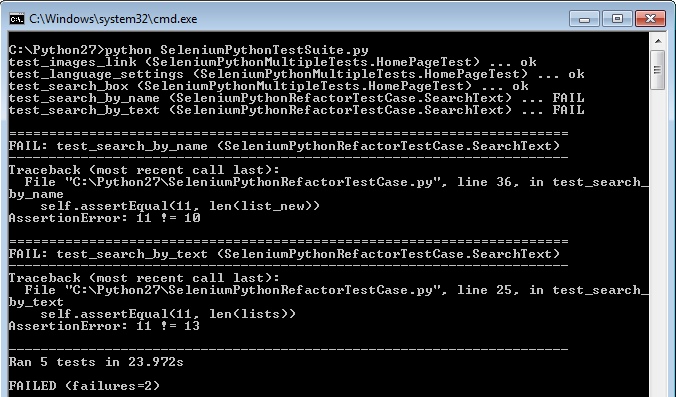 C:\Windows\system32\cmd.exe
C:\Python27>python SeleniumPythonTestSuite.py
test_images_link (SeleniumPythonMultipleTests.HomePageTest) ... ok
test_language_settings (SeleniumPythonMultipleTests.HomePageTest) ... ok
test_search_box (SeleniumPythonMultipleTests.HomePageTest) ... ok
test_search_by_name (SeleniumPythonRefactorTestCase.SearchText) ... FAIL
test_search_by_text (SeleniumPythonRefactorTestCase.SearchText) ... FAIL
======================================================================
FAIL: test_search_by_name (SeleniumPythonRefactorTestCase.SearchText)
----------------------------------------------------------------------
Traceback (most recent call last):
  File "C:\Python27\SeleniumPythonRefactorTestCase.py", line 36, in test_search_
by_name
    self.assertEqual(11, len(list_new))
AssertionError: 11 != 10
======================================================================
FAIL: test_search_by_text (SeleniumPythonRefactorTestCase.SearchText)
----------------------------------------------------------------------
Traceback (most recent call last):
  File "C:\Python27\SeleniumPythonRefactorTestCase.py", line 25, in test_search_
by_text
    self.assertEqual(11, len(lists))
AssertionError: 11 != 13
----------------------------------------------------------------------
Ran 5 tests in 23.972s
FAILED (failures=2)